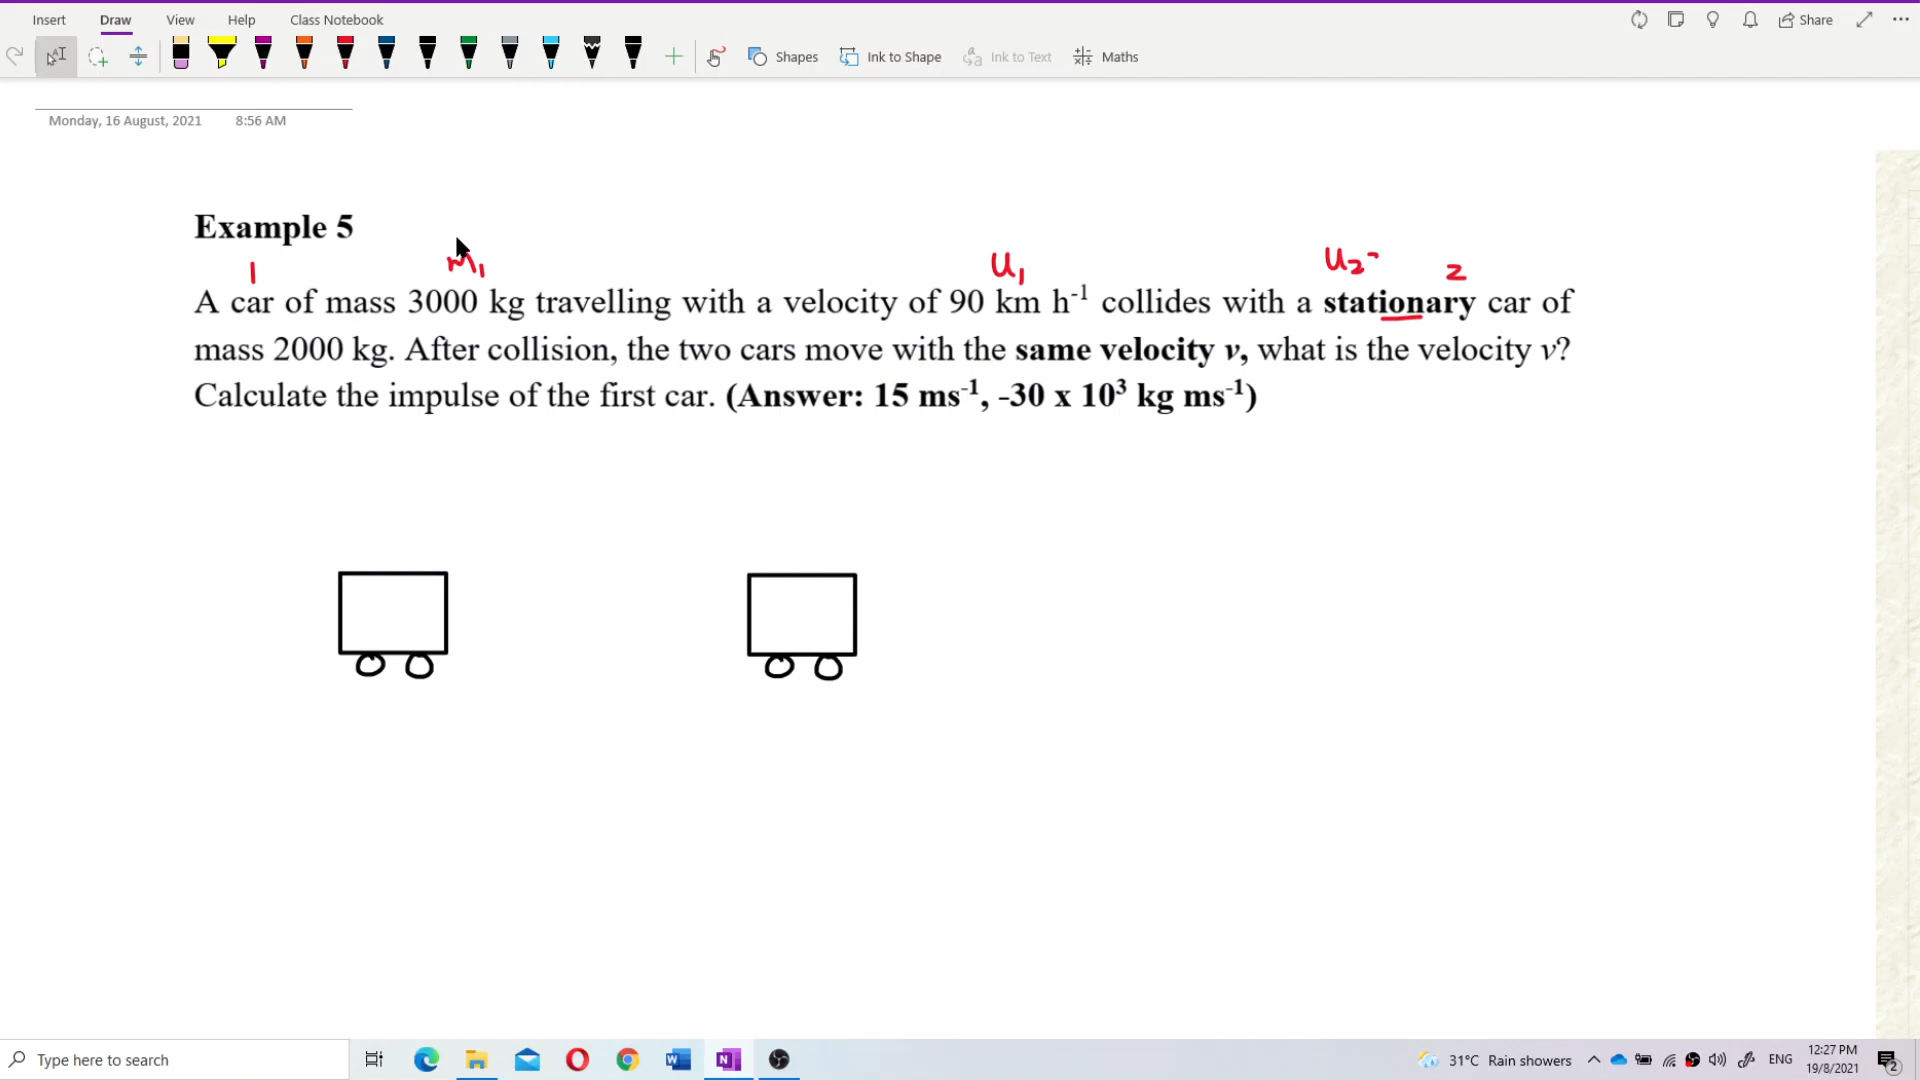 Insert Draw View Help Class Notebook Share
Shapes Ink to Shape Ink to Text Maths
Monday, 16 August, 2021 8:56 AM
Example 5
1 M1 U1 U2= 2
A car of mass 3000 kg travelling with a velocity of 90 km h⁻¹ collides with a stationary car of
mass 2000 kg. After collision, the two cars move with the same velocity v, what is the velocity v?
Calculate the impulse of the first car. (Answer: 15 ms⁻¹, -30 x 10³ kg ms⁻¹)
Type here to search 31°C Rain showers ENG 12:27 PM
19/8/2021 2